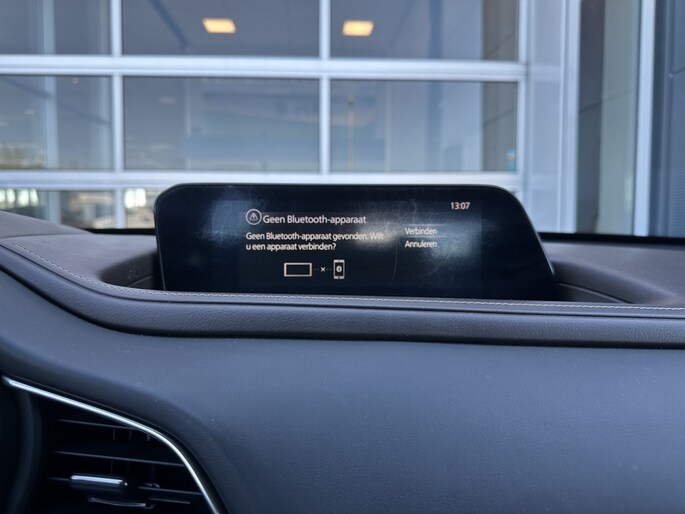 13:07
Geen Bluetooth-apparaat
Geen Bluetooth-apparaat gevonden. Wilt
u een apparaat verbinden?
Verbinden
Annuleren